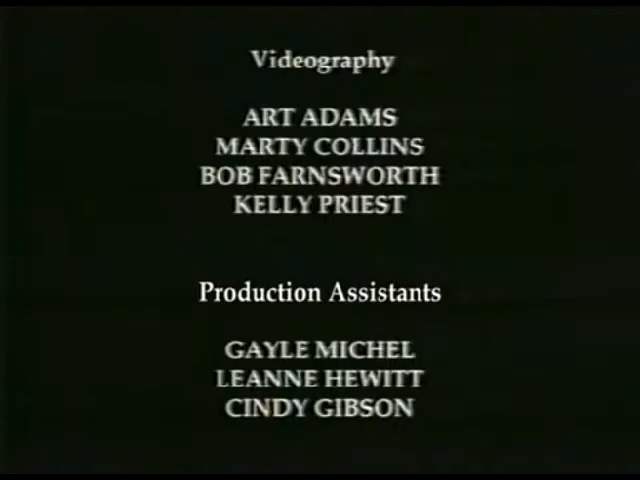 Videography
ART ADAMS
MARTY COLLINS
BOB FARNSWORTH
KELLY PRIEST
Production Assistants
GAYLE MICHEL
LEANNE HEWITT
CINDY GIBSON